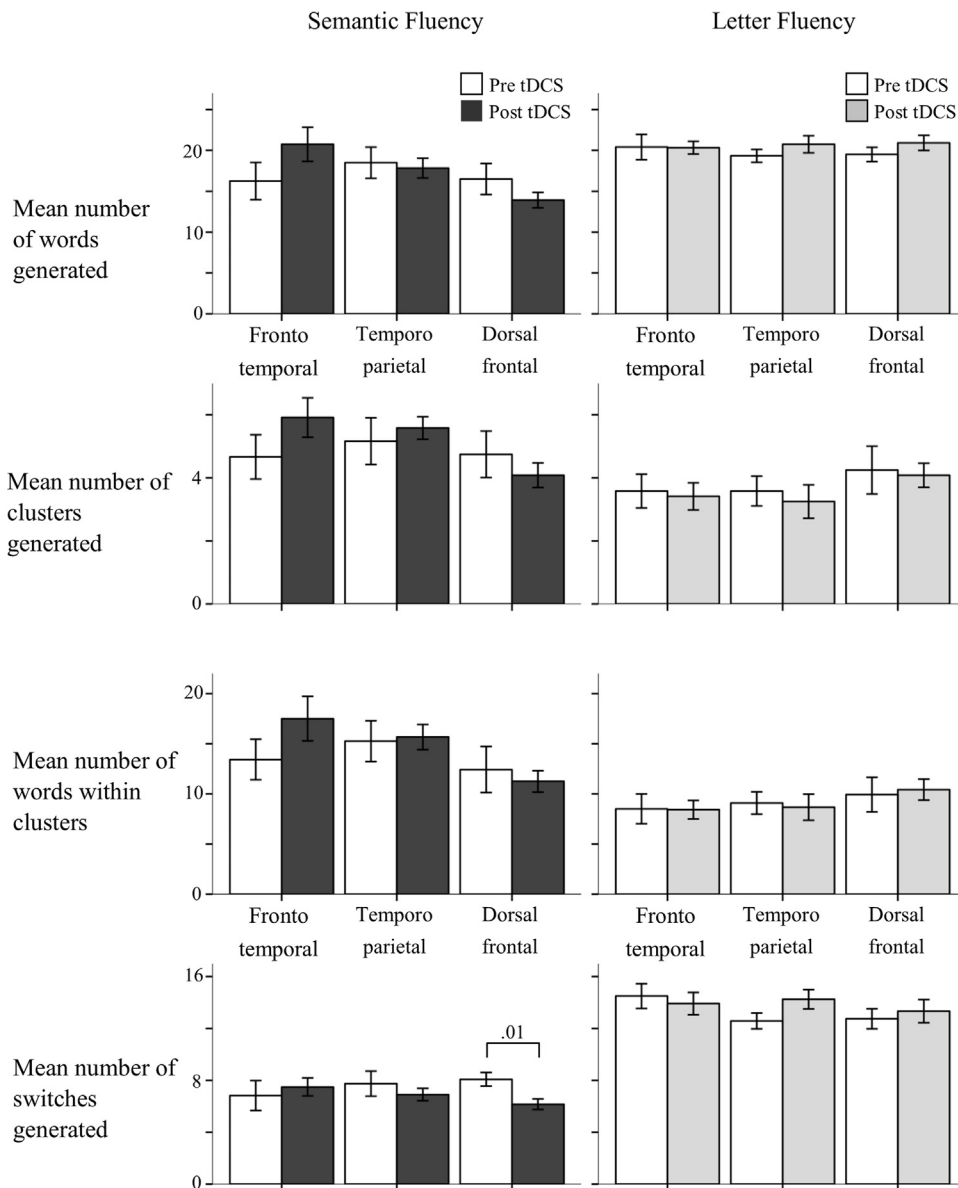 Semantic Fluency
Letter Fluency
Pre tDCS
Post tDCS
Pre tDCS
Post tDCS
Mean number
of words
generated
20
10
0
Fronto
temporal
Temporo
parietal
Dorsal
frontal
Fronto
temporal
Temporo
parietal
Dorsal
frontal
Mean number of
clusters
generated
4
0
Mean number of
words within
clusters
20
10
0
Fronto
temporal
Temporo
parietal
Dorsal
frontal
Fronto
temporal
Temporo
parietal
Dorsal
frontal
Mean number of
switches
generated
16
8
0
.01